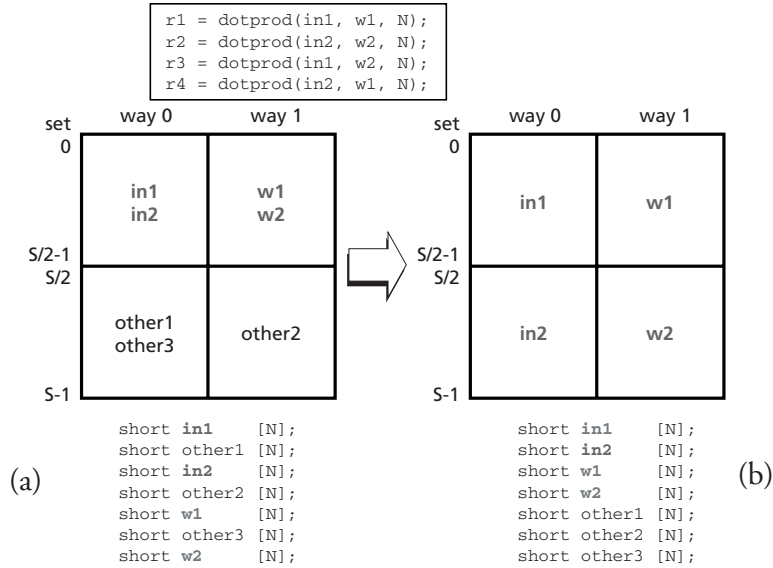 r1 = dotprod(in1, w1, N);
r2 = dotprod(in2, w2, N);
r3 = dotprod(in1, w2, N);
r4 = dotprod(in2, w1, N);
set way 0 way 1
0
in1 w1
in2 w2
S/2-1
S/2
other1 other2
other3
S-1
short in1 [N];
short other1 [N];
short in2 [N];
short other2 [N];
short w1 [N];
short other3 [N];
short w2 [N];
(a)
set way 0 way 1
0
in1 w1
S/2-1
S/2
in2 w2
S-1
short in1 [N];
short in2 [N];
short w1 [N];
short w2 [N];
short other1 [N];
short other2 [N];
short other3 [N];
(b)